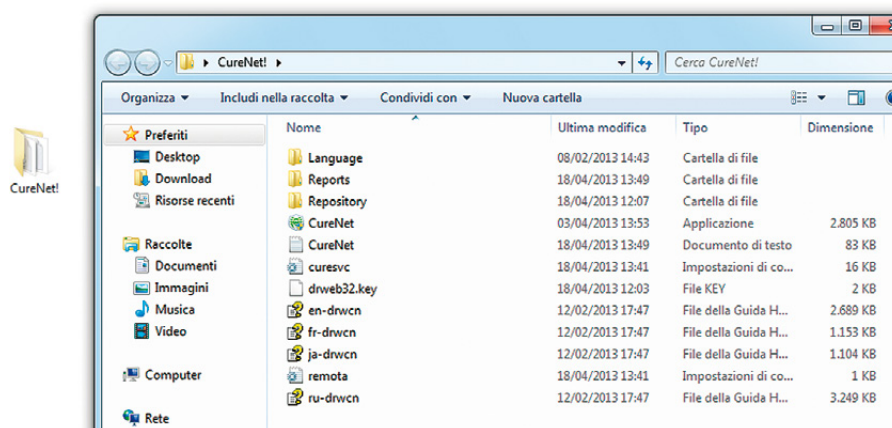 CureNet!
CureNet!
Cerca CureNet!
Organizza
Includi nella raccolta
Condividi con
Nuova cartella
Preferiti
Desktop
Download
Risorse recenti
Raccolte
Documenti
Immagini
Musica
Video
Computer
Rete
Nome Ultima modifica Tipo Dimensione
Language 08/02/2013 14:43 Cartella di file
Reports 18/04/2013 13:49 Cartella di file
Repository 18/04/2013 12:07 Cartella di file
CureNet 03/04/2013 13:53 Applicazione 2.805 KB
CureNet 18/04/2013 13:49 Documento di testo 83 KB
curesvc 18/04/2013 13:41 Impostazioni di co... 16 KB
drweb32.key 18/04/2013 12:03 File KEY 2 KB
en-drwcn 12/02/2013 17:47 File della Guida H... 2.689 KB
fr-drwcn 12/02/2013 17:47 File della Guida H... 1.153 KB
ja-drwcn 12/02/2013 17:47 File della Guida H... 1.104 KB
remota 18/04/2013 13:41 Impostazioni di co... 1 KB
ru-drwcn 12/02/2013 17:47 File della Guida H... 3.249 KB